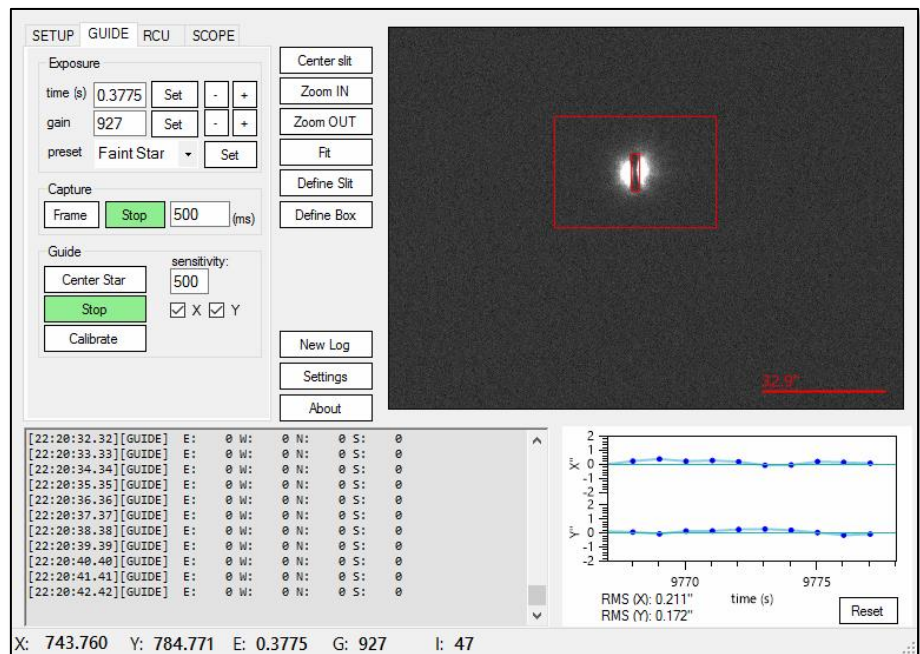 SETUP GUIDE RCU SCOPE
Exposure
time (s) 0.3775 Set - +
gain 927 Set - +
preset Faint Star Set
Capture
Frame Stop 500 (ms)
Guide
sensitivity:
Center Star 500
Stop X Y
Calibrate
Center slit
Zoom IN
Zoom OUT
Fit
Define Slit
Define Box
New Log
Settings
About
32.9"
[22:20:32.32][GUIDE] E: 0 W: 0 N: 0 S: 0
[22:20:33.33][GUIDE] E: 0 W: 0 N: 0 S: 0
[22:20:34.34][GUIDE] E: 0 W: 0 N: 0 S: 0
[22:20:35.35][GUIDE] E: 0 W: 0 N: 0 S: 0
[22:20:36.36][GUIDE] E: 0 W: 0 N: 0 S: 0
[22:20:37.37][GUIDE] E: 0 W: 0 N: 0 S: 0
[22:20:38.38][GUIDE] E: 0 W: 0 N: 0 S: 0
[22:20:39.39][GUIDE] E: 0 W: 0 N: 0 S: 0
[22:20:40.40][GUIDE] E: 0 W: 0 N: 0 S: 0
[22:20:41.41][GUIDE] E: 0 W: 0 N: 0 S: 0
[22:20:42.42][GUIDE] E: 0 W: 0 N: 0 S: 0
2
1
X" 0
-1
-2
2
1
Y" 0
-1
-2
9770 9775
RMS (X): 0.211" time (s)
RMS (Y): 0.172" Reset
X: 743.760 Y: 784.771 E: 0.3775 G: 927 I: 47